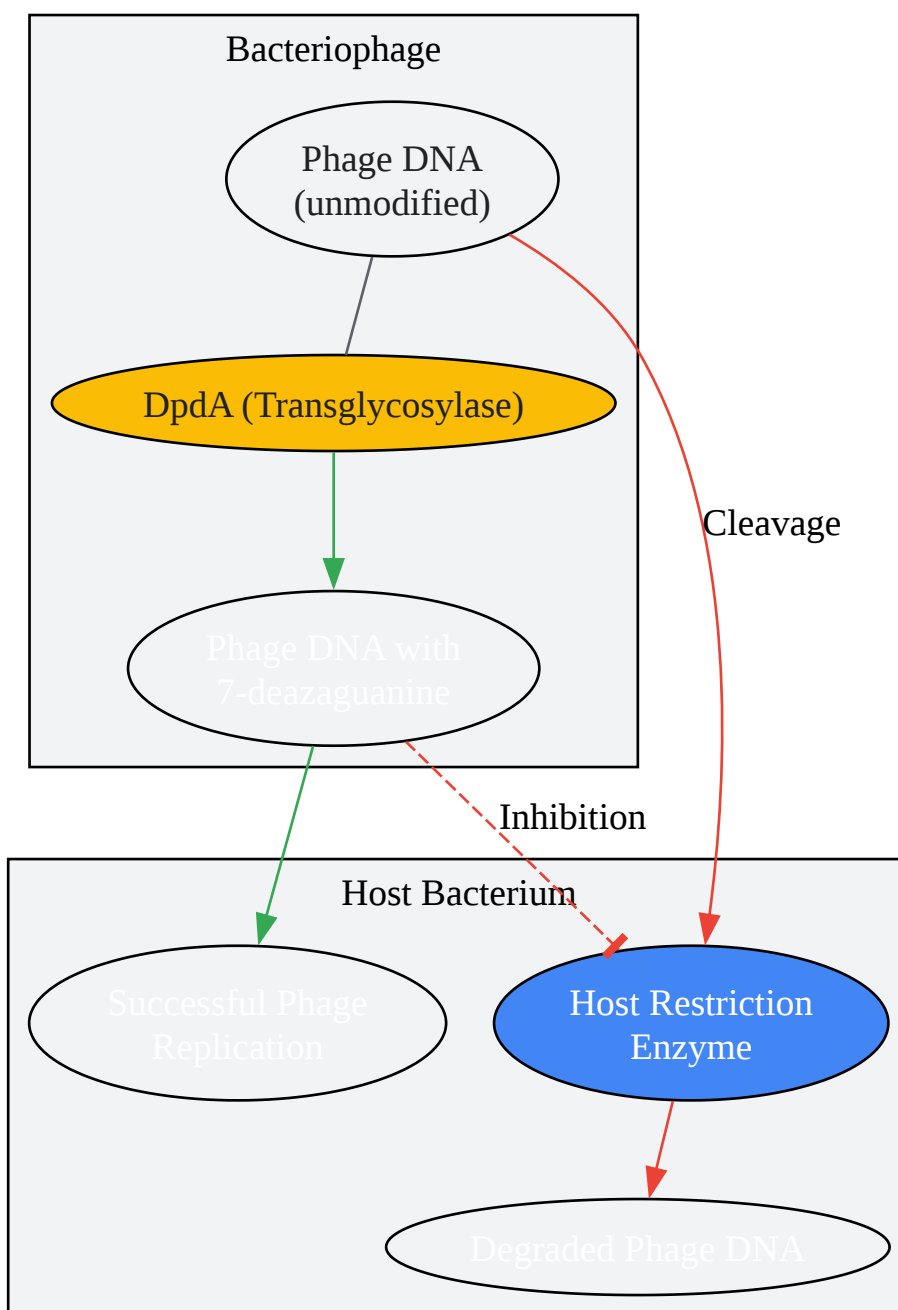 Bacteriophage
Phage DNA
(unmodified)
DpdA (Transglycosylase)
Cleavage
Phage DNA with
7-deazaguanine
Inhibition
Host Bacterium
Successful Phage
Replication
Host Restriction
Enzyme
Degraded Phage DNA